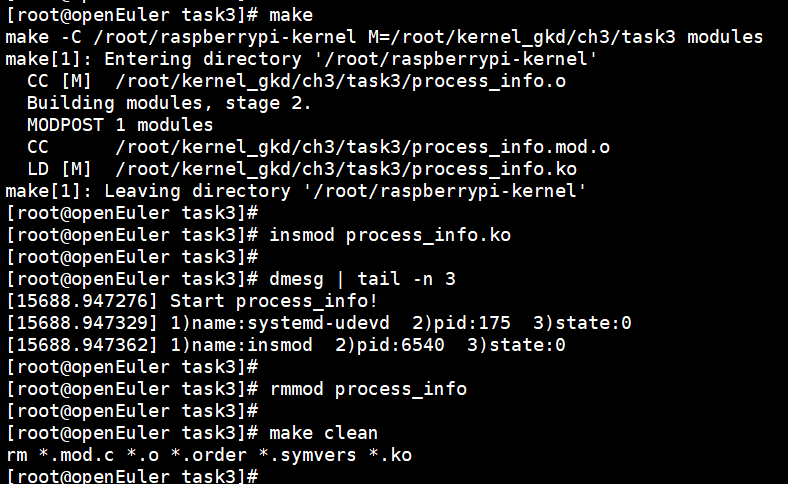 [root@openEuler task3]# make
make -C /root/raspberrypi-kernel M=/root/kernel_gkd/ch3/task3 modules
make[1]: Entering directory '/root/raspberrypi-kernel'
  CC [M]  /root/kernel_gkd/ch3/task3/process_info.o
  Building modules, stage 2.
  MODPOST 1 modules
  CC      /root/kernel_gkd/ch3/task3/process_info.mod.o
  LD [M]  /root/kernel_gkd/ch3/task3/process_info.ko
make[1]: Leaving directory '/root/raspberrypi-kernel'
[root@openEuler task3]#
[root@openEuler task3]# insmod process_info.ko
[root@openEuler task3]#
[root@openEuler task3]# dmesg | tail -n 3
[15688.947276] Start process_info!
[15688.947329] 1)name:systemd-udevd  2)pid:175  3)state:0
[15688.947362] 1)name:insmod  2)pid:6540  3)state:0
[root@openEuler task3]#
[root@openEuler task3]# rmmod process_info
[root@openEuler task3]#
[root@openEuler task3]# make clean
rm *.mod.c *.o *.order *.symvers *.ko
[root@openEuler task3]#